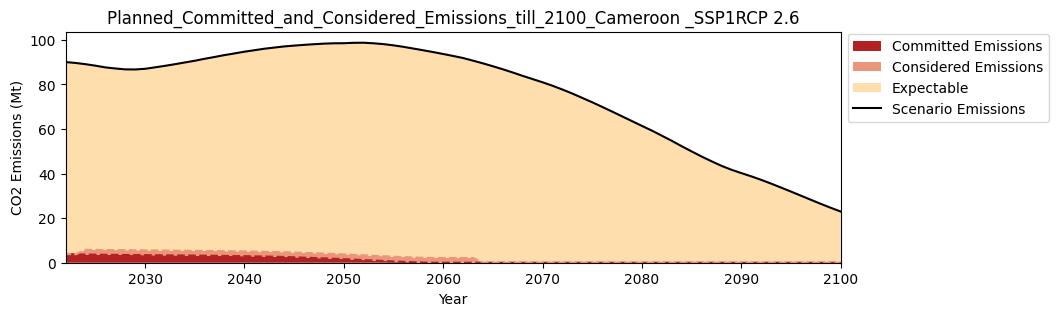 Planned_Committed_and_Considered_Emissions_till_2100_Cameroon _SSP1RCP 2.6
Committed Emissions
Considered Emissions
Expectable
Scenario Emissions
CO2 Emissions (Mt)
100
80
60
40
20
0
2030 2040 2050 2060 2070 2080 2090 2100
Year